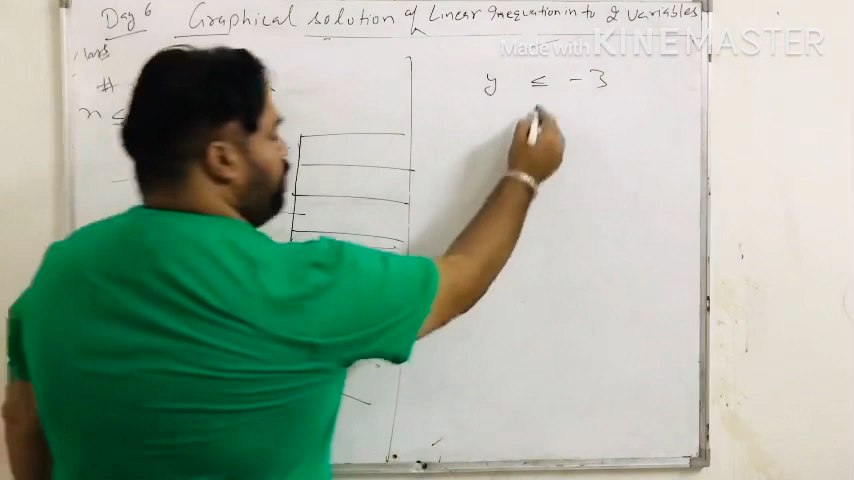 Day 6 Graphical solution of Linear Inequation in to 2 variables
Made with KINEMASTER
#
y ≤ -3
x ≤